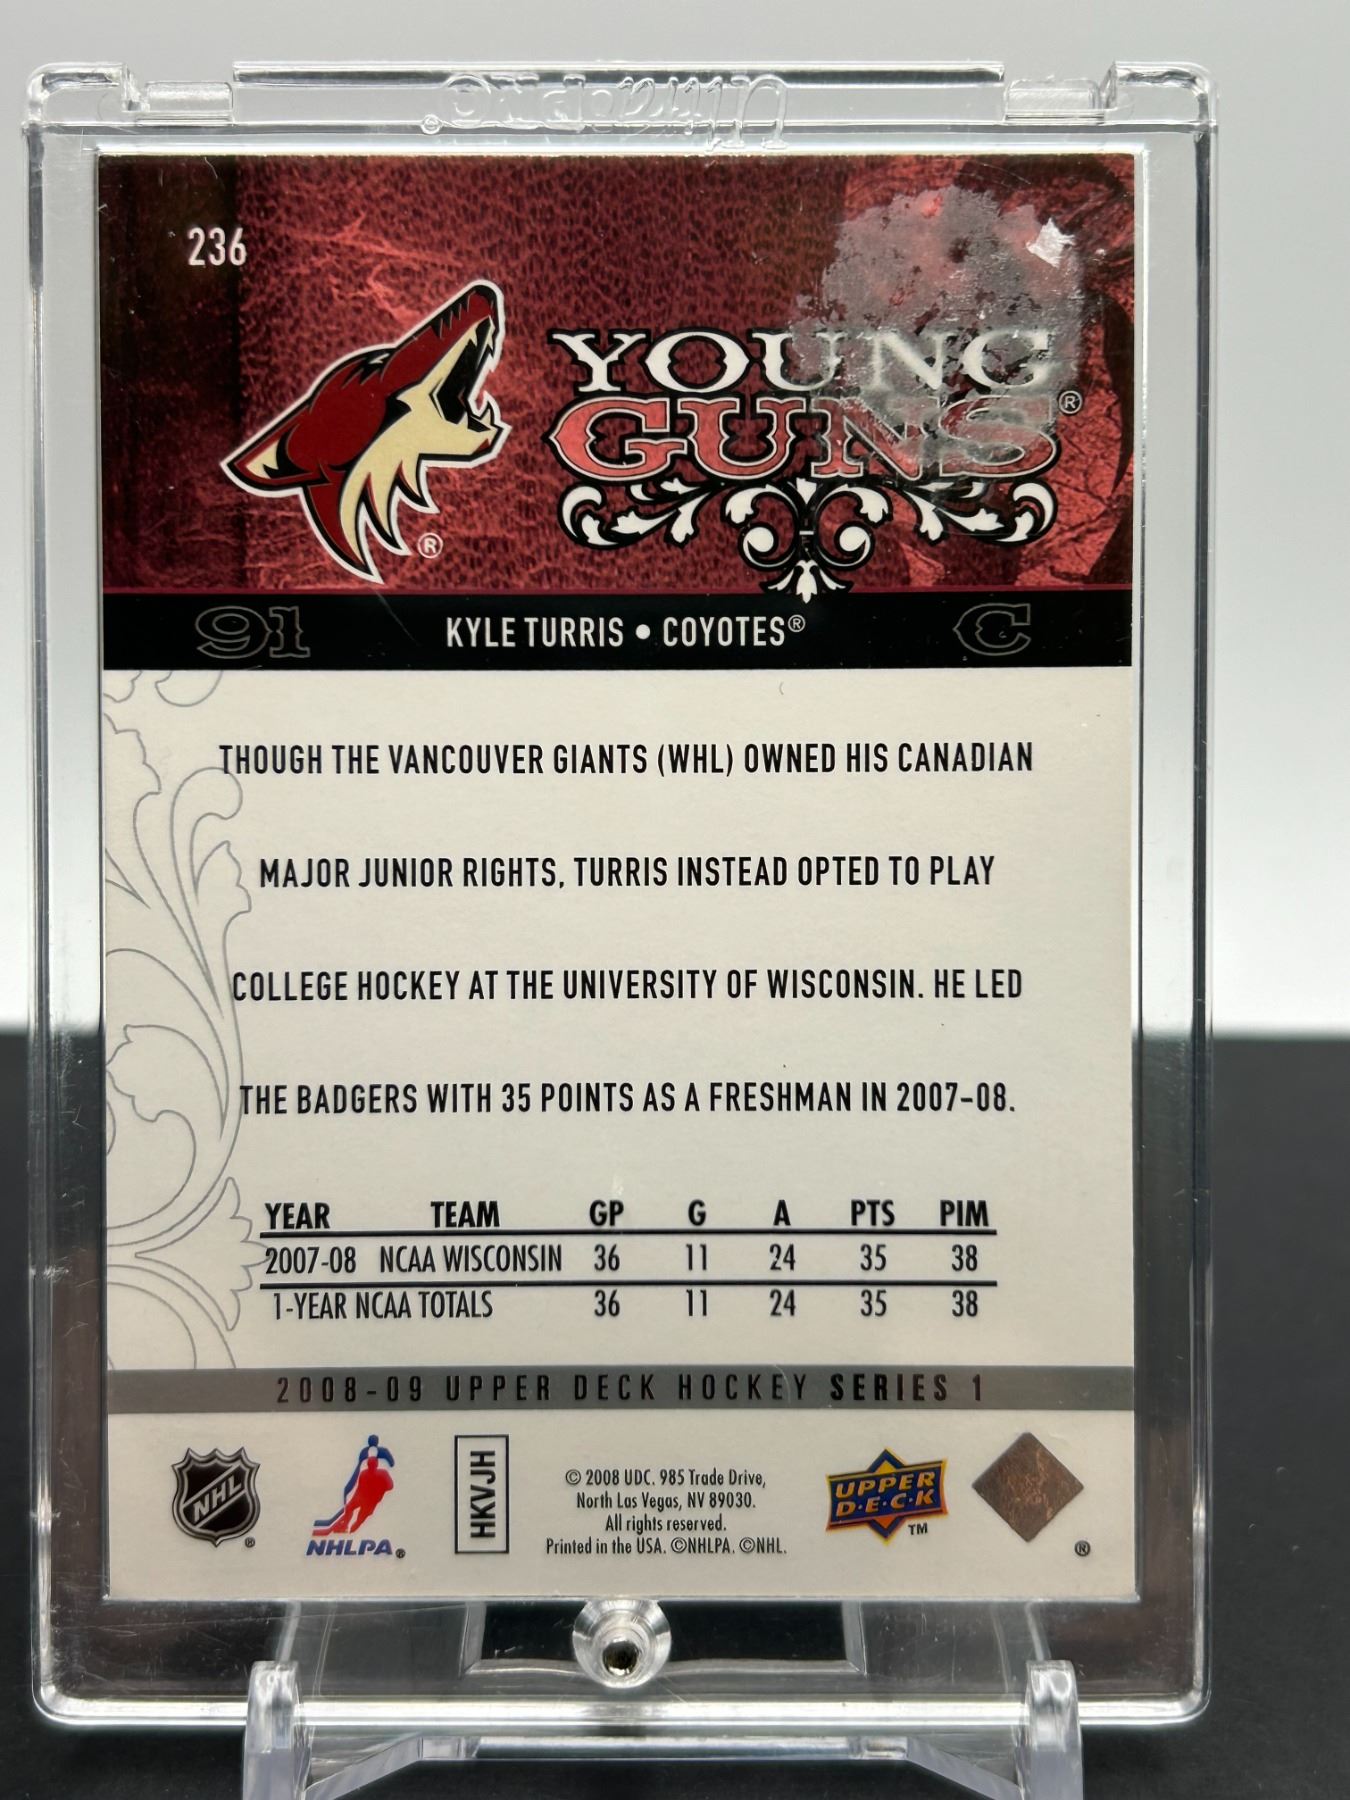 ultra PRO®
236
YOUNG
GUNS®
®
91 KYLE TURRIS • COYOTES® C
THOUGH THE VANCOUVER GIANTS (WHL) OWNED HIS CANADIAN
MAJOR JUNIOR RIGHTS, TURRIS INSTEAD OPTED TO PLAY
COLLEGE HOCKEY AT THE UNIVERSITY OF WISCONSIN. HE LED
THE BADGERS WITH 35 POINTS AS A FRESHMAN IN 2007-08.
YEAR TEAM GP G A PTS PIM
2007-08 NCAA WISCONSIN 36 11 24 35 38
1-YEAR NCAA TOTALS 36 11 24 35 38
2008-09 UPPER DECK HOCKEY SERIES 1
NHL®
NHLPA®
HKVJH
© 2008 UDC. 985 Trade Drive,
North Las Vegas, NV 89030.
All rights reserved.
Printed in the USA. ©NHLPA. ©NHL.
UPPER
D·E·C·K
TM
®